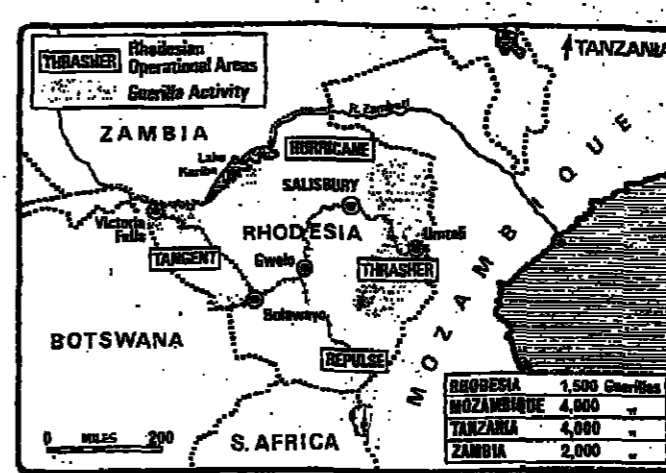 THRASHER Rhodesian Operational Areas
Guerilla Activity
TANZANIA
ZAMBIA
R. Zambezi
HURRICANE
Lake Kariba
SALISBURY
Victoria Falls
RHODESIA
Umtali
TANGENT
Gwelo
THRASHER
Bulawayo
BOTSWANA
MOZAMBIQUE
REPULSE
RHODESIA 1,500 Guerillas
MOZAMBIQUE 4,000 "
TANZANIA 4,000 "
ZAMBIA 2,000 "
0 MILES 200
S. AFRICA